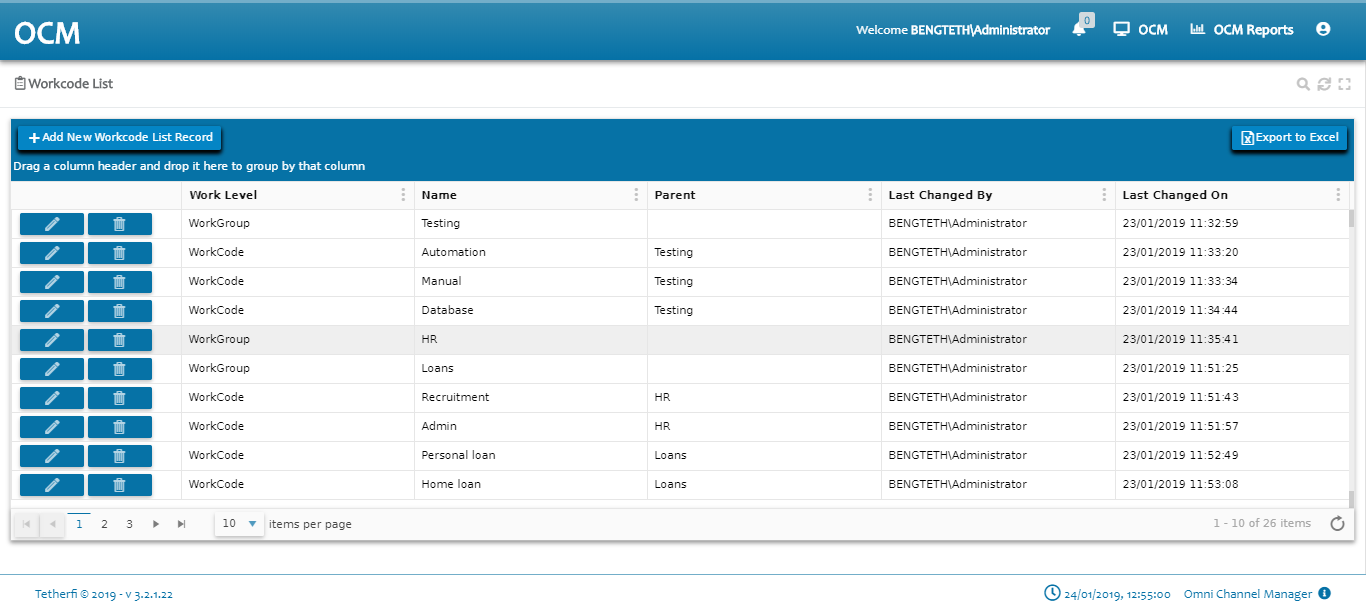 OCM
Welcome BENGTETH\Administrator
0
OCM
OCM Reports
Workcode List
Add New Workcode List Record
Export to Excel
Drag a column header and drop it here to group by that column
Work Level Name Parent Last Changed By Last Changed On
WorkGroup Testing BENGTETH\Administrator 23/01/2019 11:32:59
WorkCode Automation Testing BENGTETH\Administrator 23/01/2019 11:33:20
WorkCode Manual Testing BENGTETH\Administrator 23/01/2019 11:33:34
WorkCode Database Testing BENGTETH\Administrator 23/01/2019 11:34:44
WorkGroup HR BENGTETH\Administrator 23/01/2019 11:35:41
WorkGroup Loans BENGTETH\Administrator 23/01/2019 11:51:25
WorkCode Recruitment HR BENGTETH\Administrator 23/01/2019 11:51:43
WorkCode Admin HR BENGTETH\Administrator 23/01/2019 11:51:57
WorkCode Personal loan Loans BENGTETH\Administrator 23/01/2019 11:52:49
WorkCode Home loan Loans BENGTETH\Administrator 23/01/2019 11:53:08
1 2 3 10 items per page 1 - 10 of 26 items
Tetherfi © 2019 - v 3.2.1.22 24/01/2019, 12:55:00 Omni Channel Manager